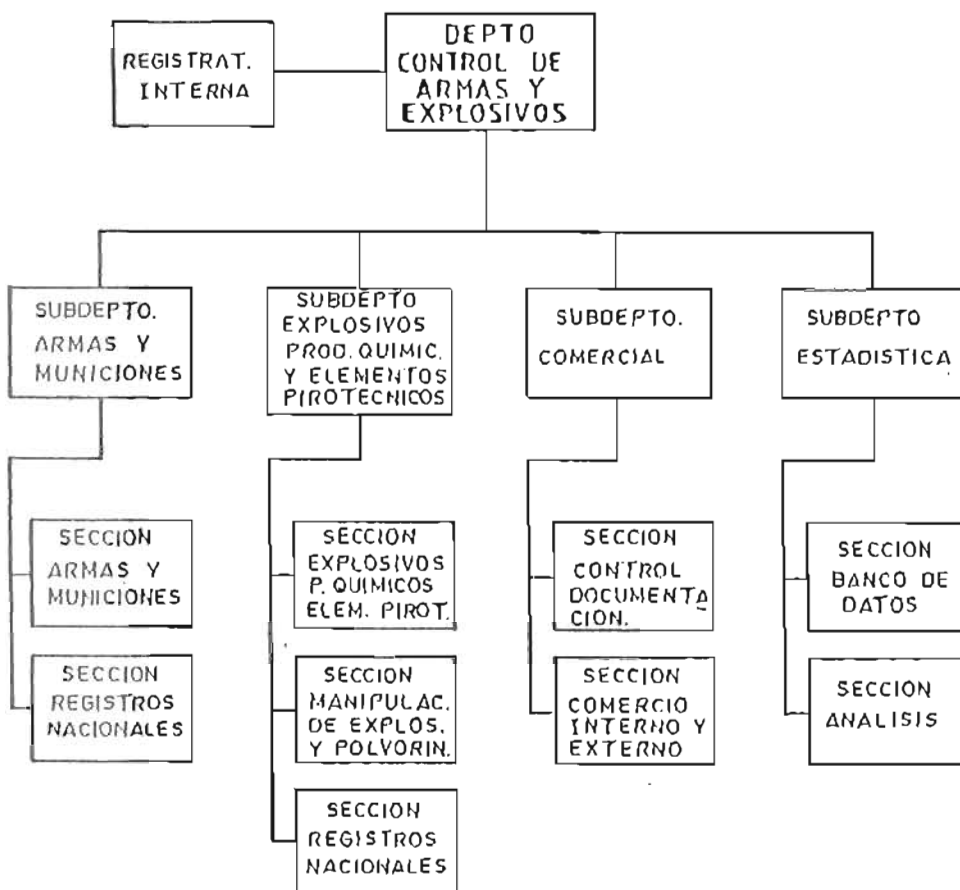 REGISTRAT.
INTERNA
DEPTO
CONTROL DE
ARMAS Y
EXPLOSIVOS
SUBDEPTO.
ARMAS Y
MUNICIONES
SUBDEPTO
EXPLOSIVOS
PROD. QUIMIC.
Y ELEMENTOS
PIROTECNICOS
SUBDEPTO.
COMERCIAL
SUBDEPTO
ESTADISTICA
SECCION
ARMAS Y
MUNICIONES
SECCION
REGISTROS
NACIONALES
SECCION
EXPLOSIVOS
P. QUIMICOS
ELEM. PIROT.
SECCION
MANIPULAC.
DE EXPLOS.
Y POLVORIN.
SECCION
REGISTROS
NACIONALES
SECCION
CONTROL
DOCUMENTA
CION.
SECCION
COMERCIO
INTERNO Y
EXTERNO
SECCION
BANCO DE
DATOS
SECCION
ANALISIS